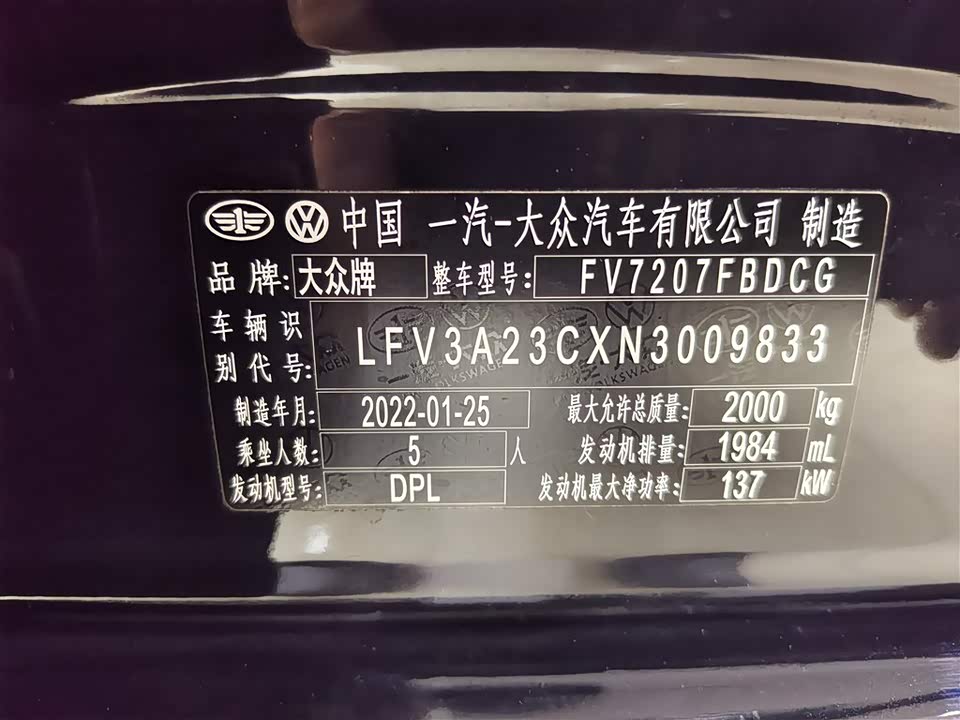 中国 一汽-大众汽车有限公司 制造
品牌: 大众牌 整车型号: FV7207FBDCG
车辆识别代号: LFV3A23CXN3009833
制造年月: 2022-01-25 最大允许总质量: 2000 kg
乘坐人数: 5 人 发动机排量: 1984 mL
发动机型号: DPL 发动机最大净功率: 137 kW